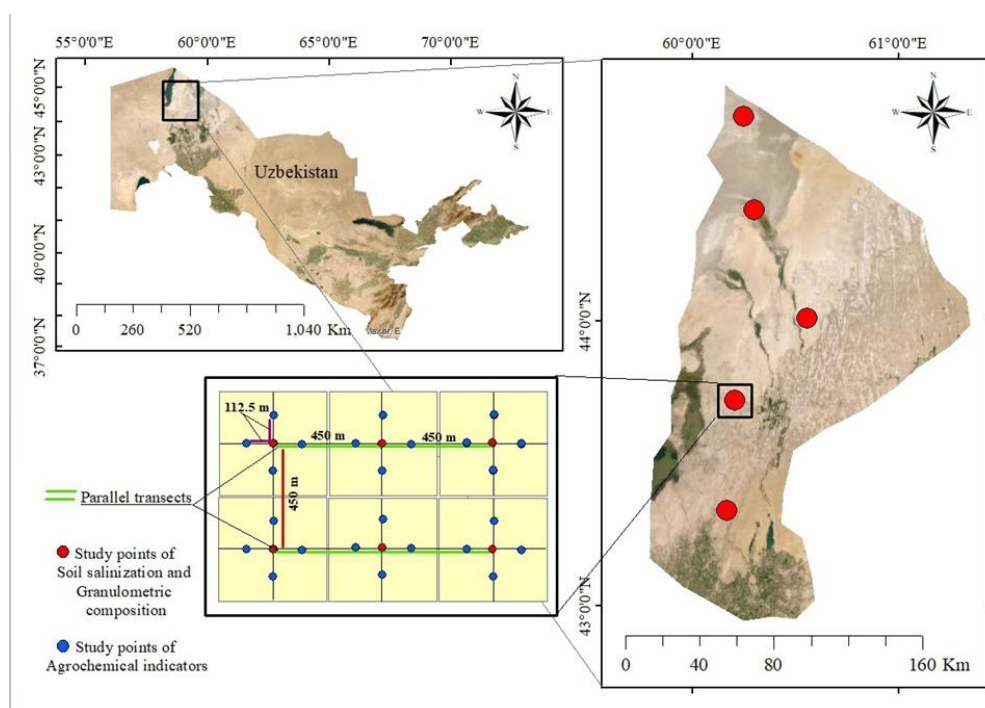 55°0'0"E 60°0'0"E 65°0'0"E 70°0'0"E
45°0'0"N
43°0'0"N
40°0'0"N
37°0'0"N
N
W E
S
Uzbekistan
0 260 520 1,040 Km
60°0'0"E 61°0'0"E
N
W E
S
44°0'0"N
43°0'0"N
0 40 80 160 Km
112.5 m
450 m 450 m
450 m
Parallel transects
Study points of
Soil salinization and
Granulometric
composition
Study points of
Agrochemical indicators